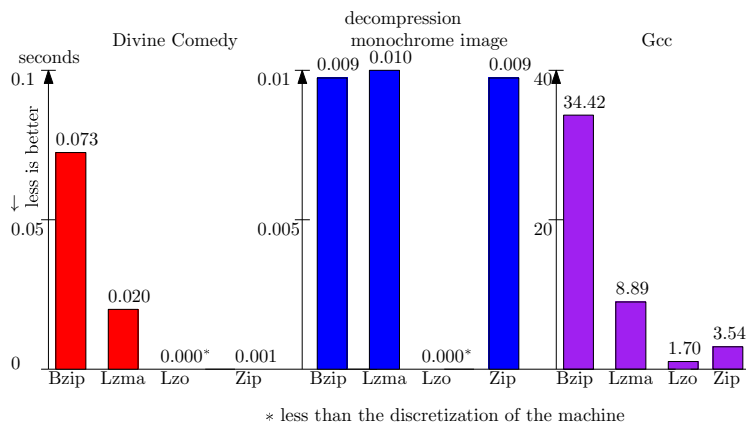 decompression
Divine Comedy monochrome image Gcc
seconds
0.1 0.01 40
0.073 0.009 0.010 0.009 34.42
← less is better
0.05 0.005 20
0.020 8.89
0.000* 0.001 0.000* 1.70 3.54
0
Bzip Lzma Lzo Zip Bzip Lzma Lzo Zip Bzip Lzma Lzo Zip
* less than the discretization of the machine